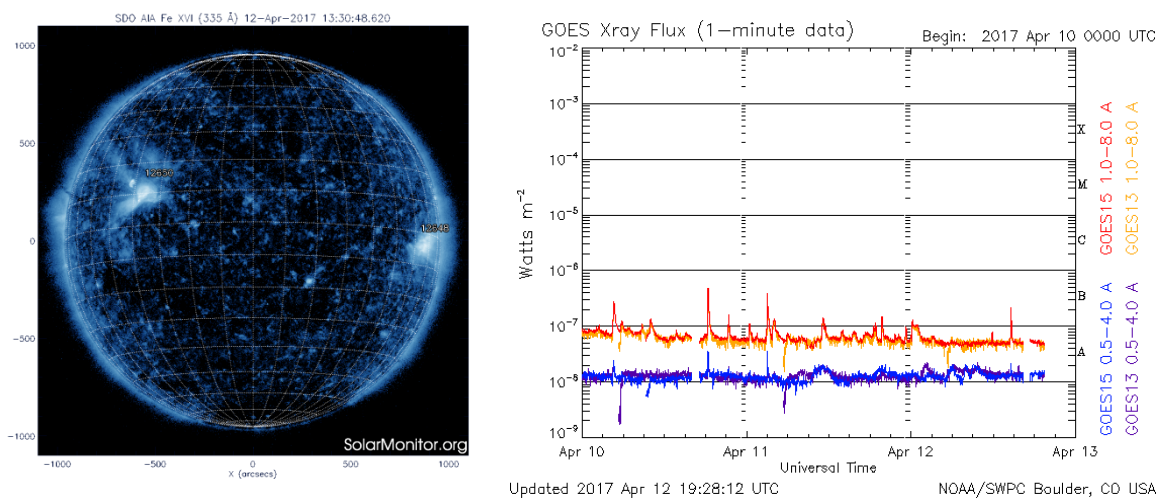 SDO AIA Fe XVI (335 Å) 12-Apr-2017 13:30:48.620
1000
500
0
-500
-1000
12650
12648
SolarMonitor.org
-1000
-500
0
500
1000
X (arcsecs)
GOES Xray Flux (1-minute data)
Begin: 2017 Apr 10 0000 UTC
Watts m-2
10-2
10-3
10-4
10-5
10-6
10-7
10-8
10-9
X
M
C
B
A
GOES15 1.0-8.0 A
GOES13 1.0-8.0 A
GOES15 0.5-4.0 A
GOES13 0.5-4.0 A
Apr 10
Apr 11
Apr 12
Apr 13
Universal Time
Updated 2017 Apr 12 19:28:12 UTC
NOAA/SWPC Boulder, CO USA